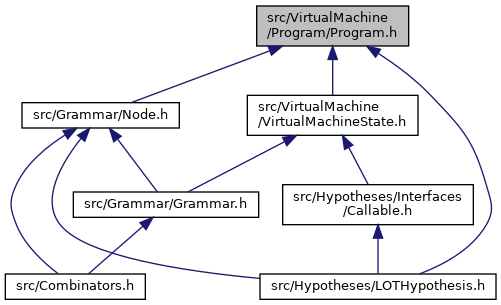 src/VirtualMachine
/Program/Program.h
src/Grammar/Node.h
src/VirtualMachine
/VirtualMachineState.h
src/Grammar/Grammar.h
src/Hypotheses/Interfaces
/Callable.h
src/Combinators.h
src/Hypotheses/LOTHypothesis.h